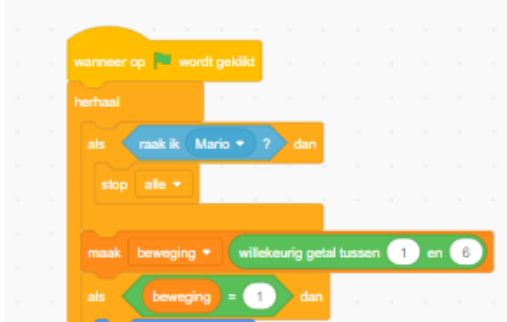 wanneer op wordt geklikt
herhaal
als raak ik Mario ? dan
stop alle
maak beweging willekeurig getal tussen 1 en 6
als beweging = 1 dan